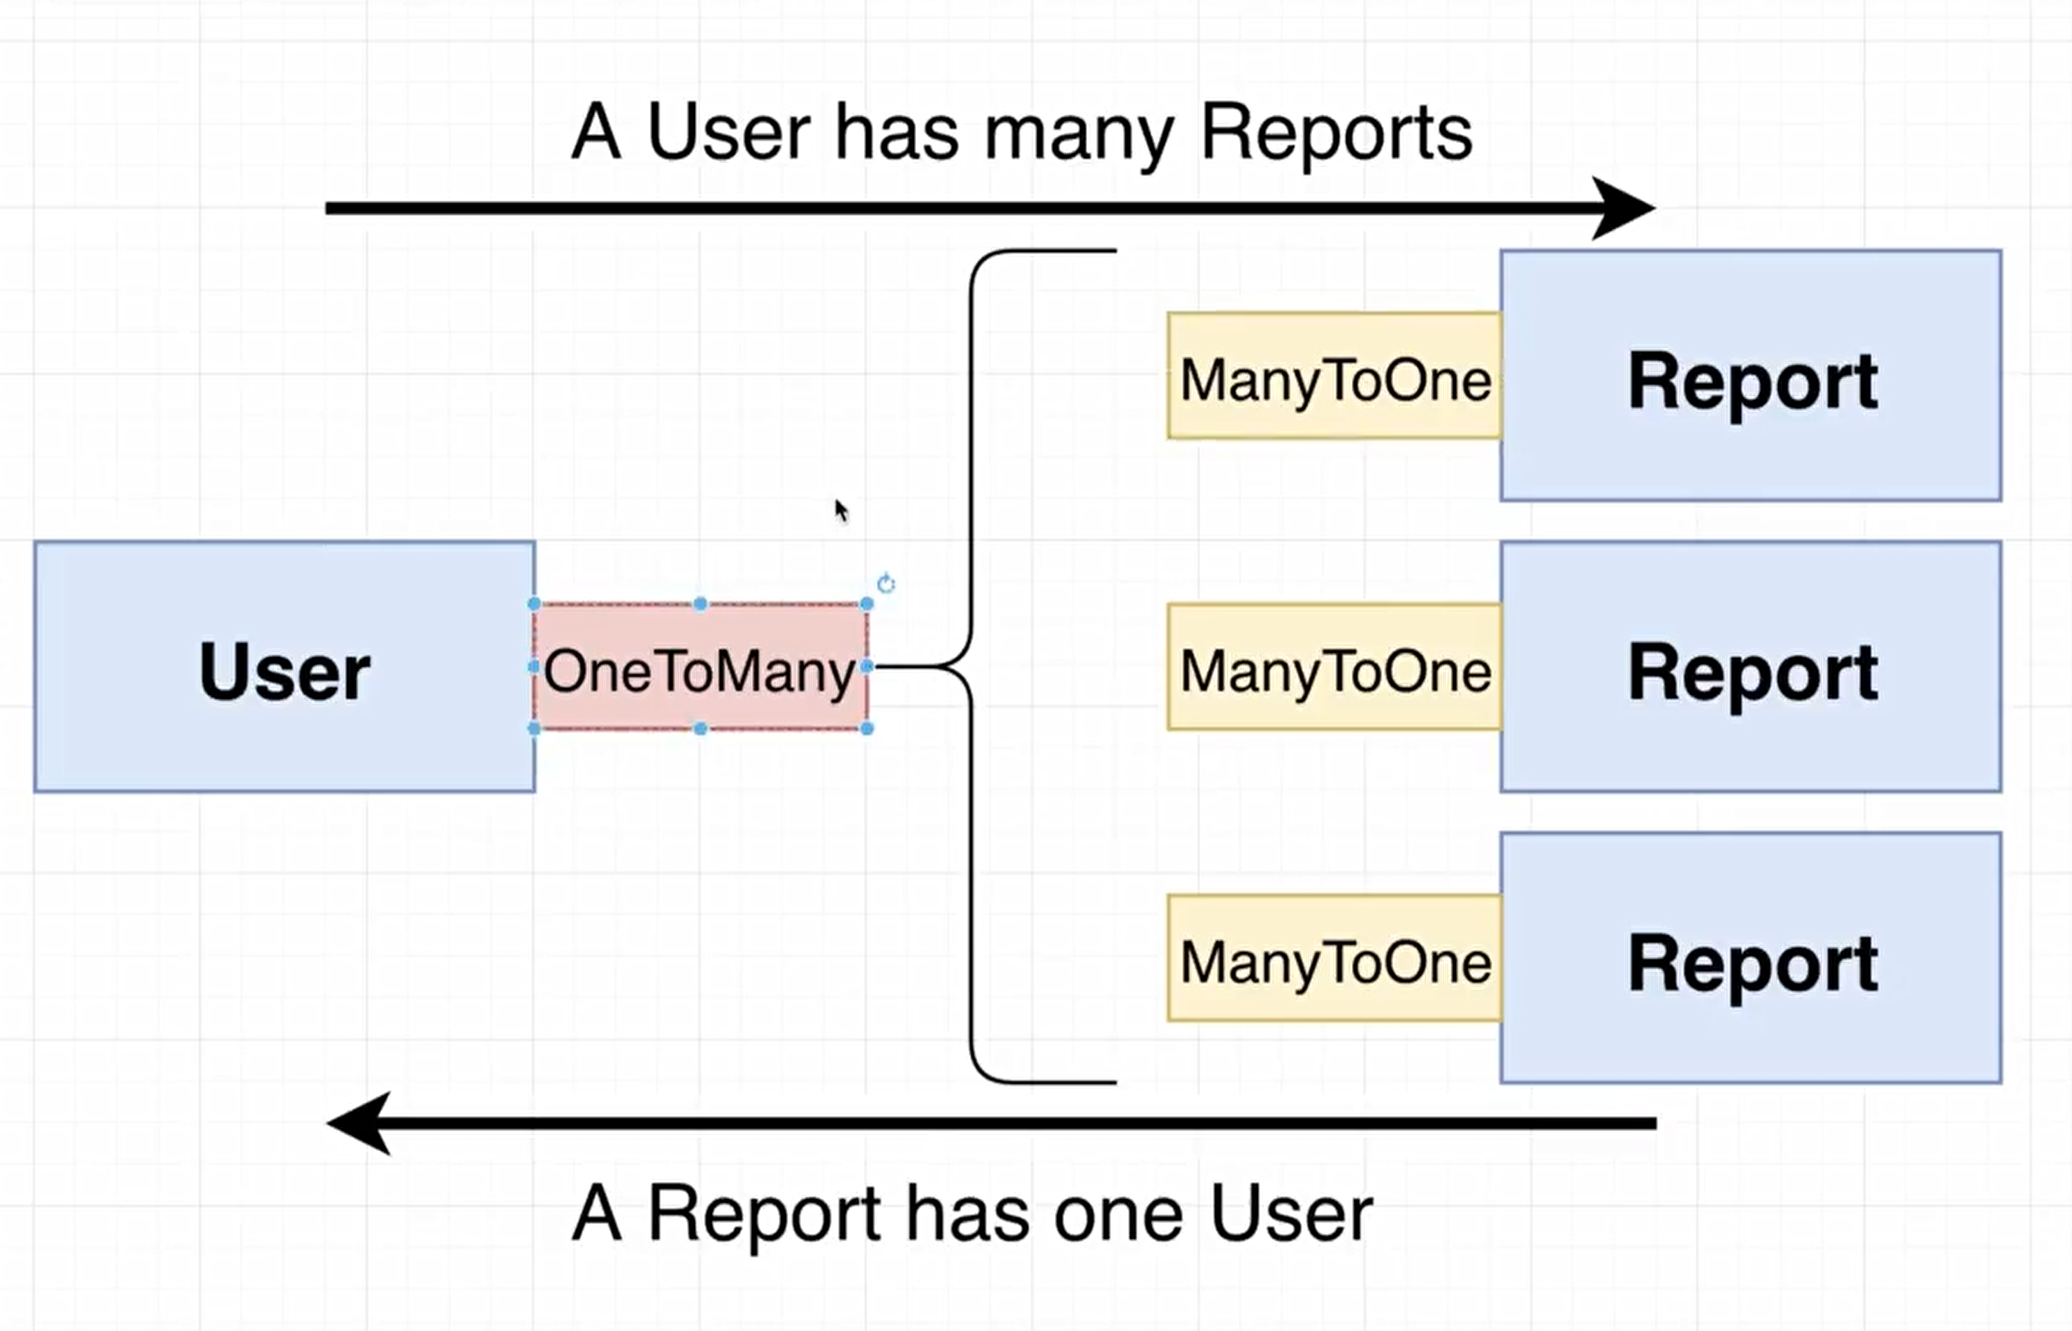 A User has many Reports
ManyToOne
Report
User
OneToMany
ManyToOne
Report
ManyToOne
Report
A Report has one User